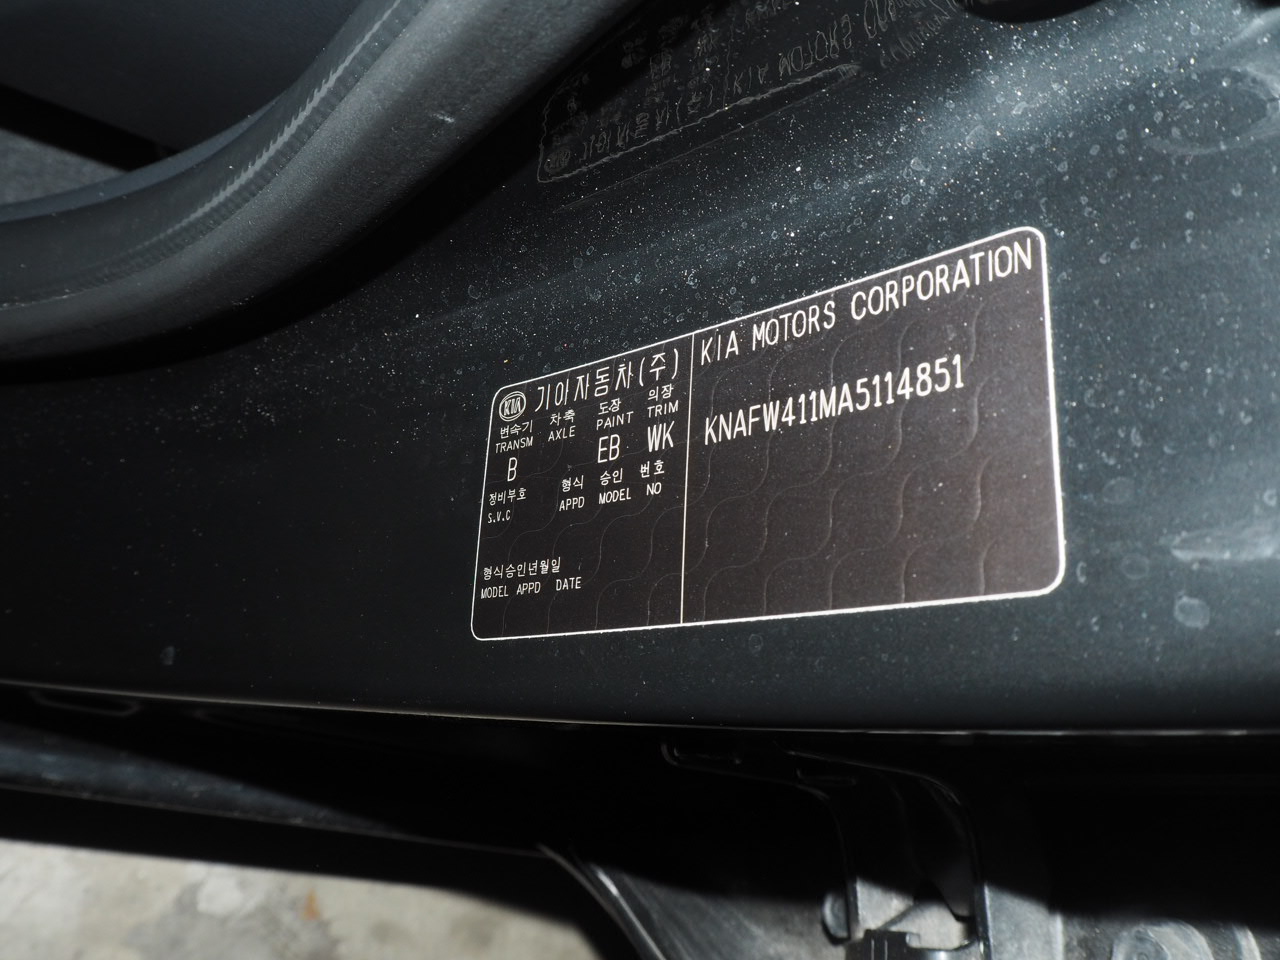 KIA 기아자동차(주)
변속기 차축 도장 의장
TRANSM AXLE PAINT TRIM
B EB WK
정비부호 형식 승인 번호
S.V.C APPD MODEL NO
형식승인년월일
MODEL APPD DATE
KIA MOTORS CORPORATION
KNAFW411MA5114851